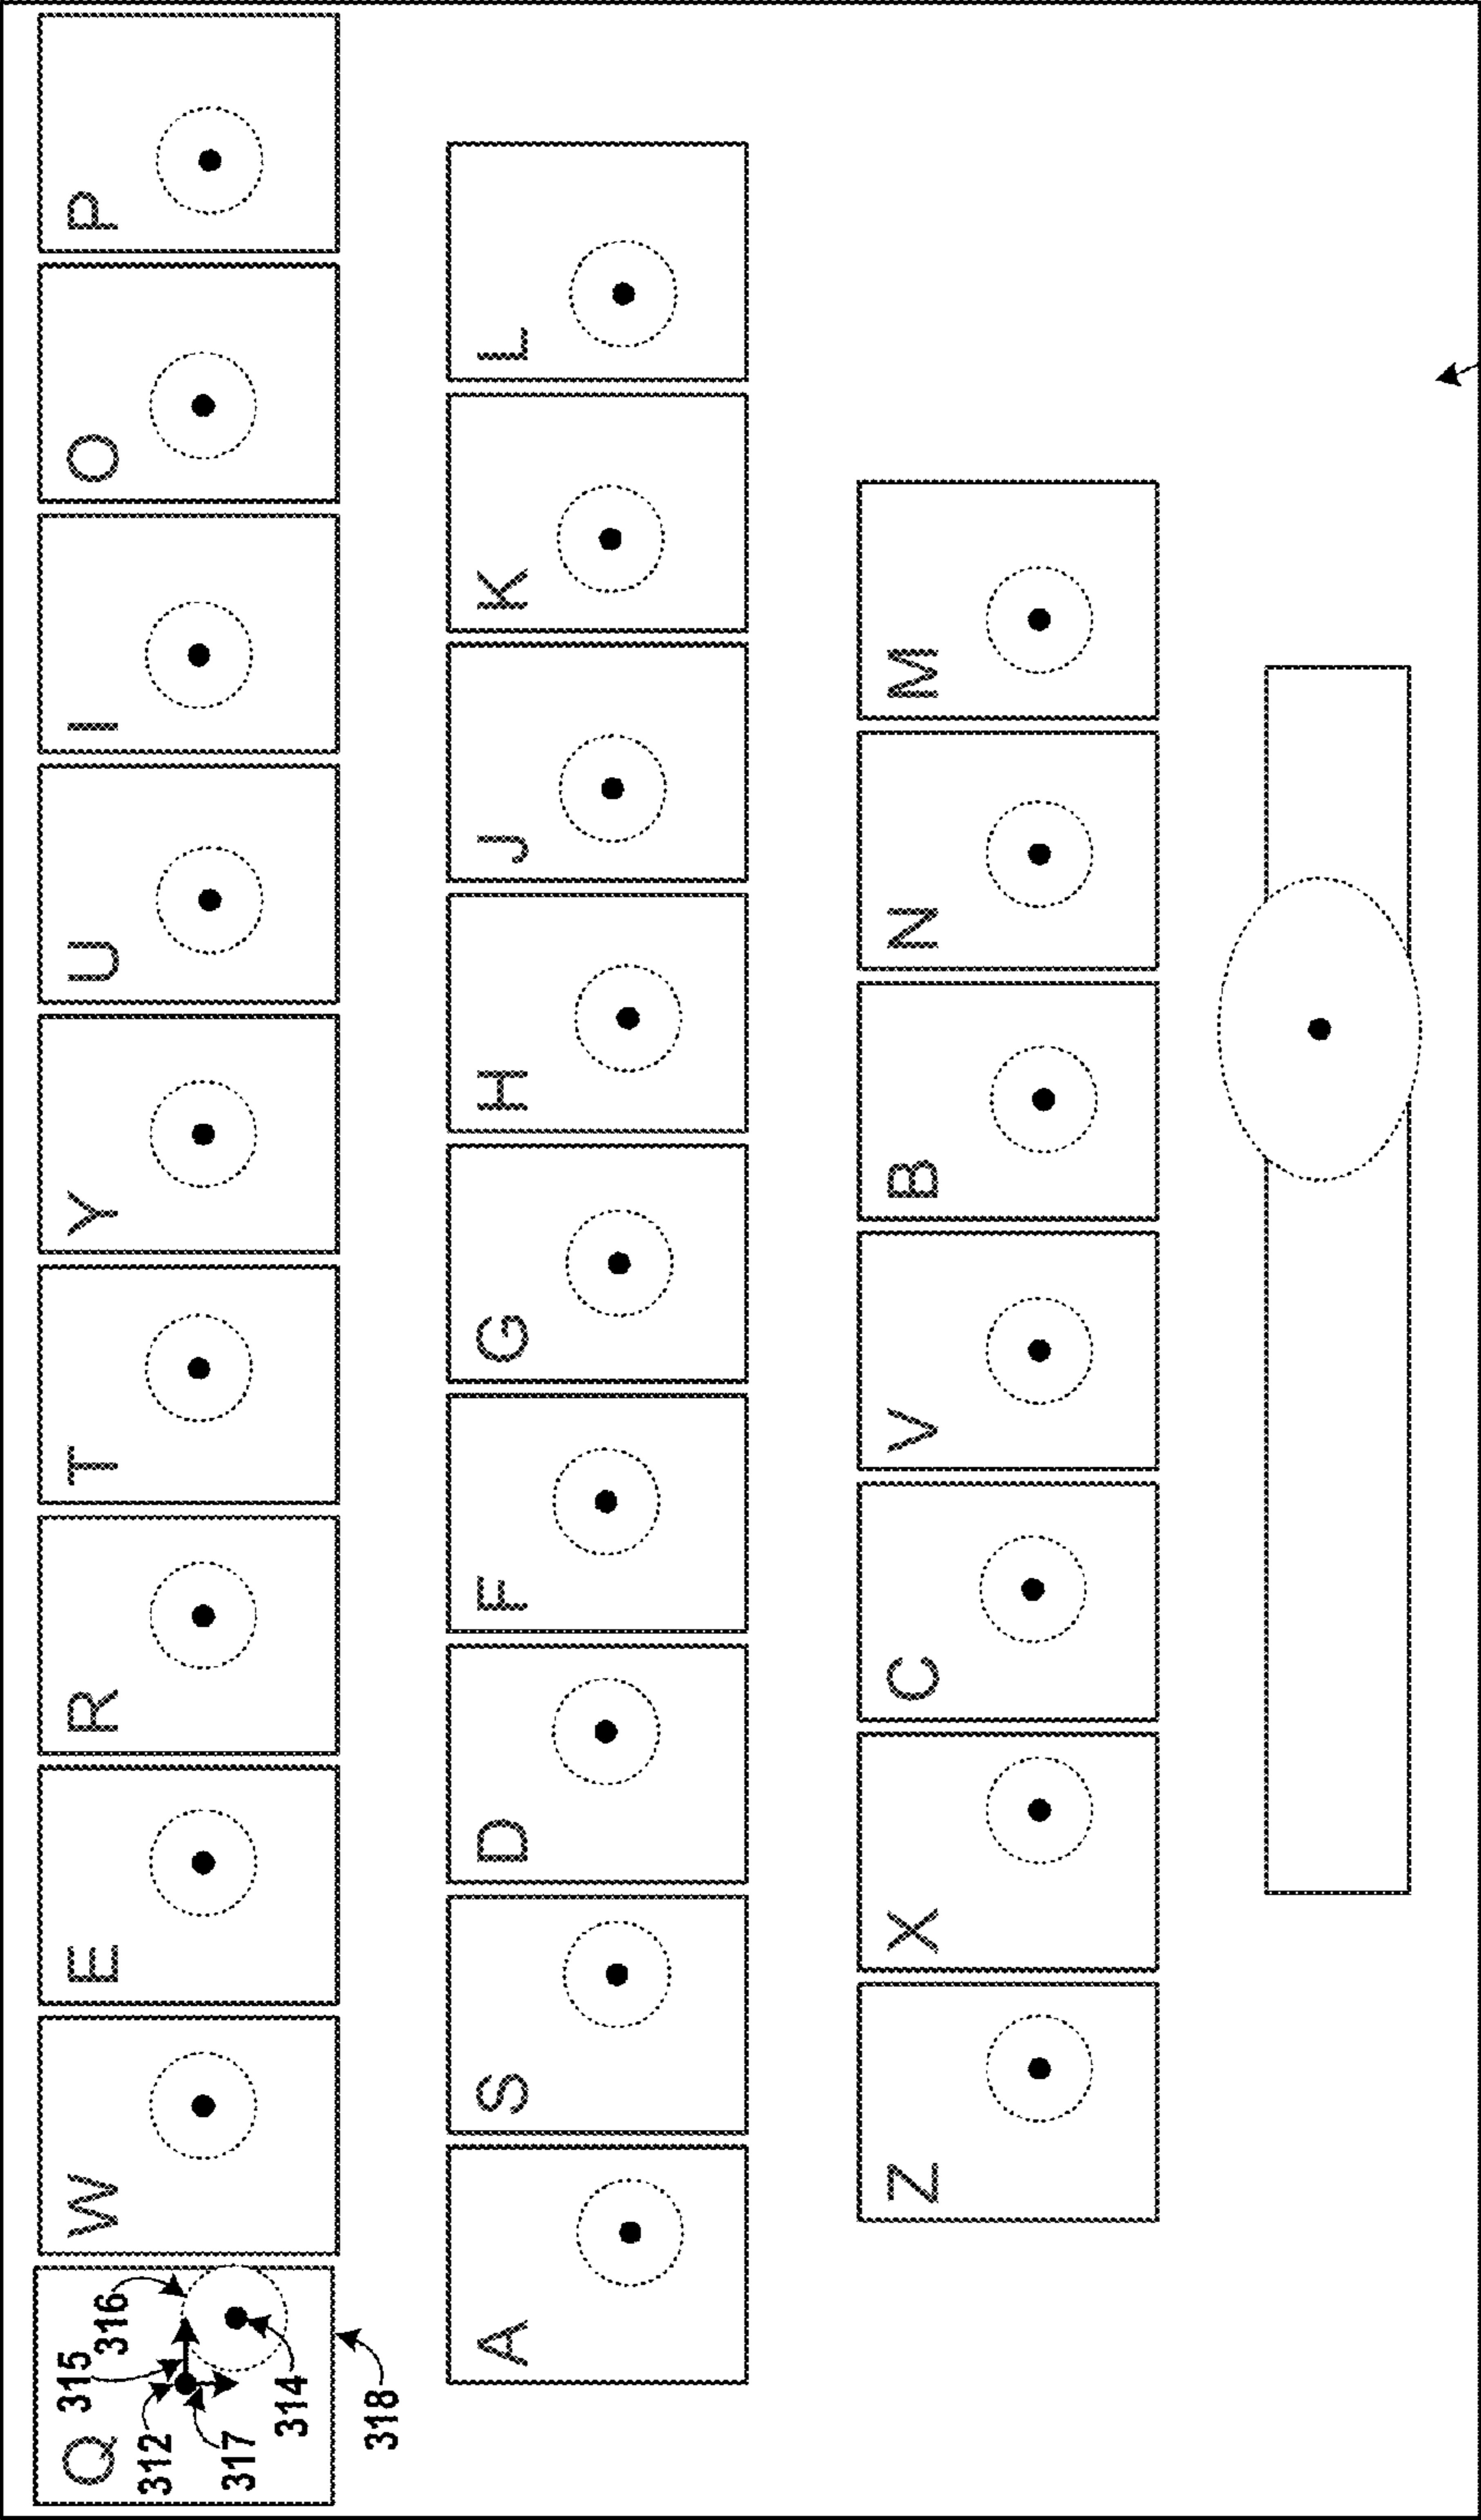 Q W E R T Y U I O P
315 316
312
317 314
318
A S D F G H J K L
Z X C V B N M